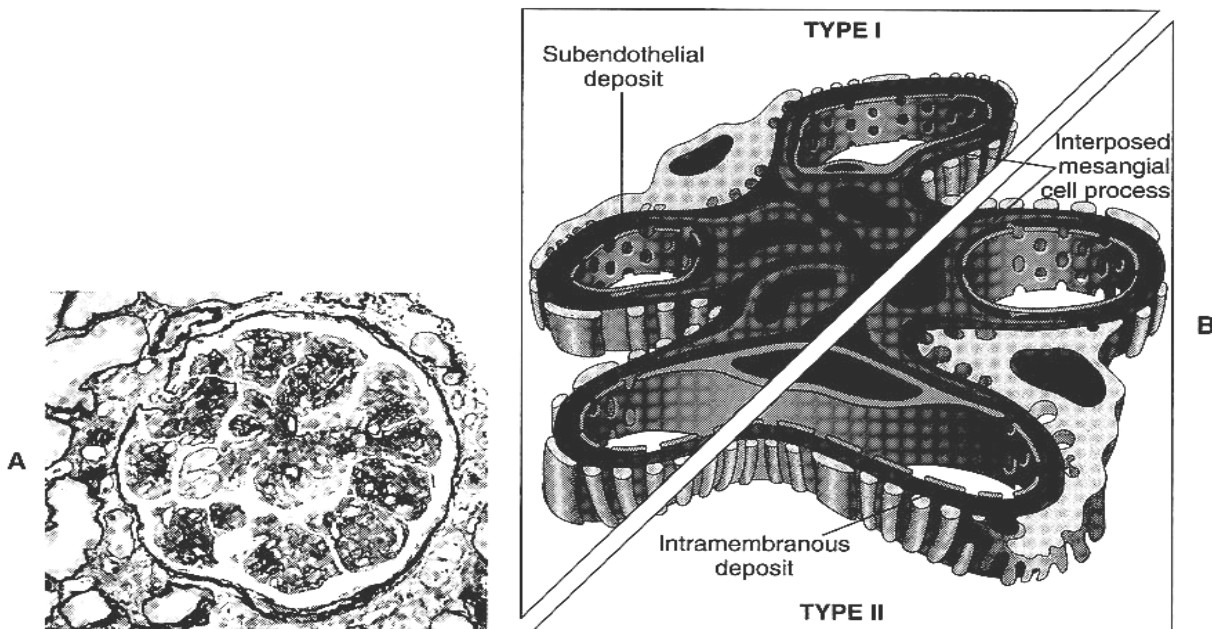 TYPE I
Subendothelial
deposit
Interposed
mesangial
cell process
A
B
Intramembranous
deposit
TYPE II